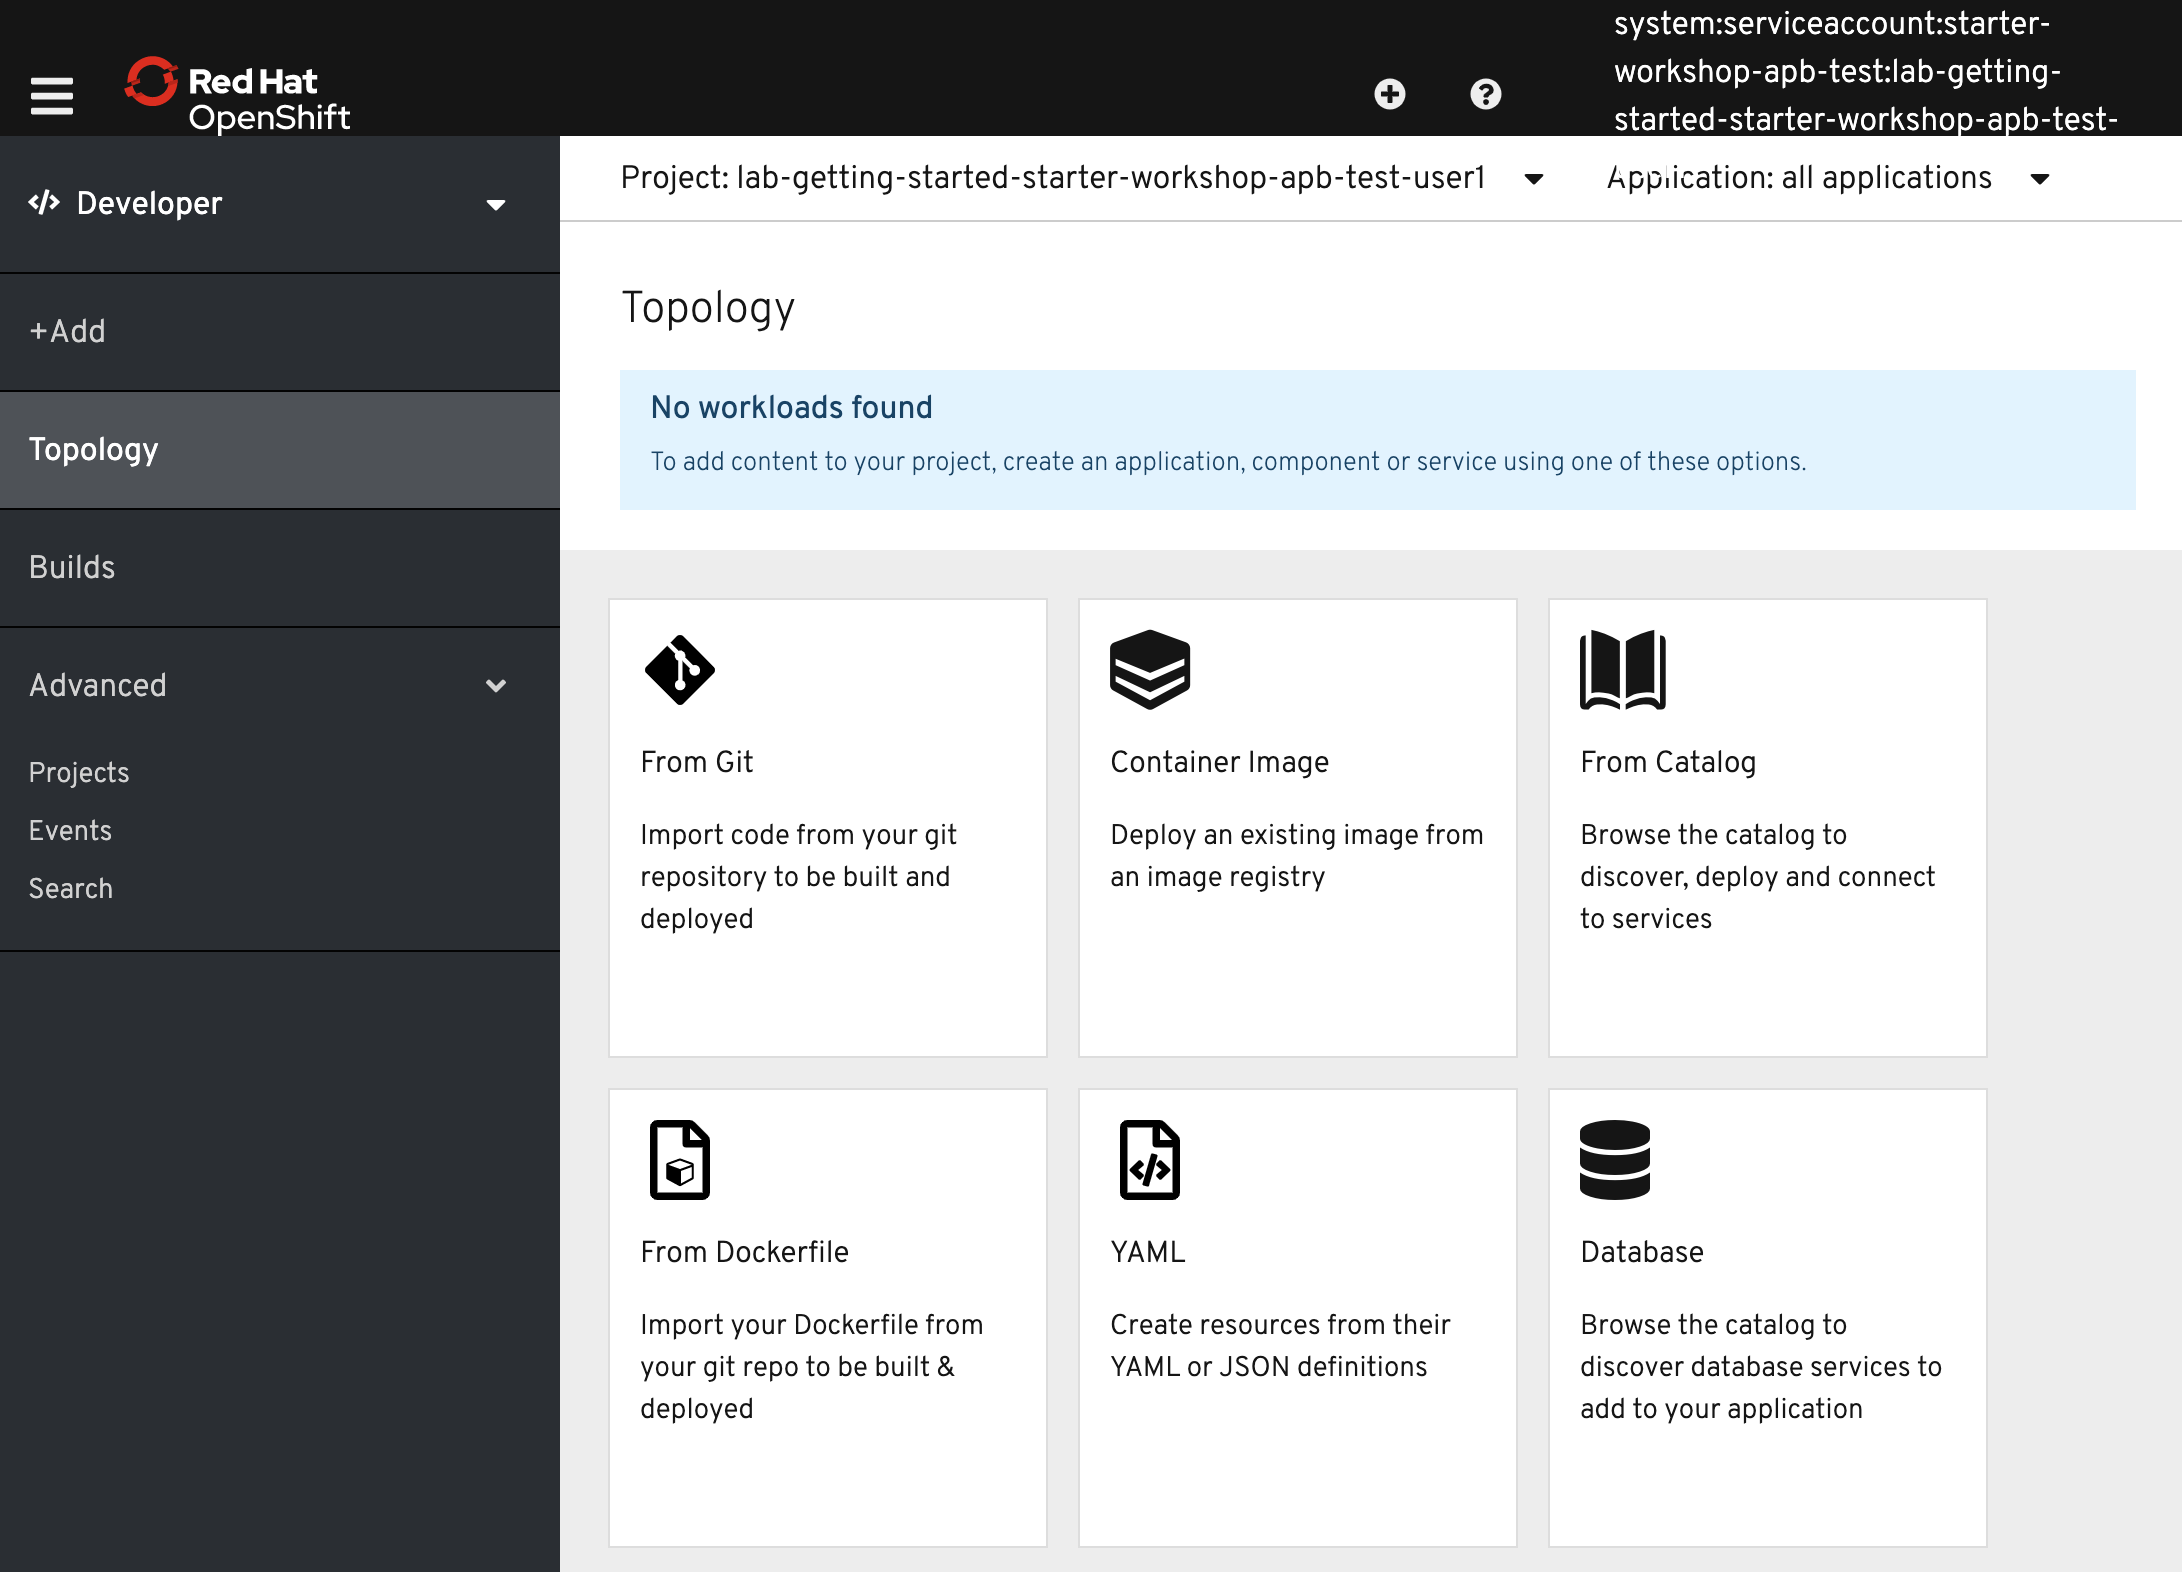 system:serviceaccount:starter-
workshop-apb-test:lab-getting-
started-starter-workshop-apb-test-
Red Hat
OpenShift
Developer
Project: lab-getting-started-starter-workshop-apb-test-user1
Application: all applications
+Add
Topology
Builds
Advanced
Projects
Events
Search
Topology
No workloads found
To add content to your project, create an application, component or service using one of these options.
From Git
Import code from your git
repository to be built and
deployed
Container Image
Deploy an existing image from
an image registry
From Catalog
Browse the catalog to
discover, deploy and connect
to services
From Dockerfile
Import your Dockerfile from
your git repo to be built &
deployed
YAML
Create resources from their
YAML or JSON definitions
Database
Browse the catalog to
discover database services to
add to your application